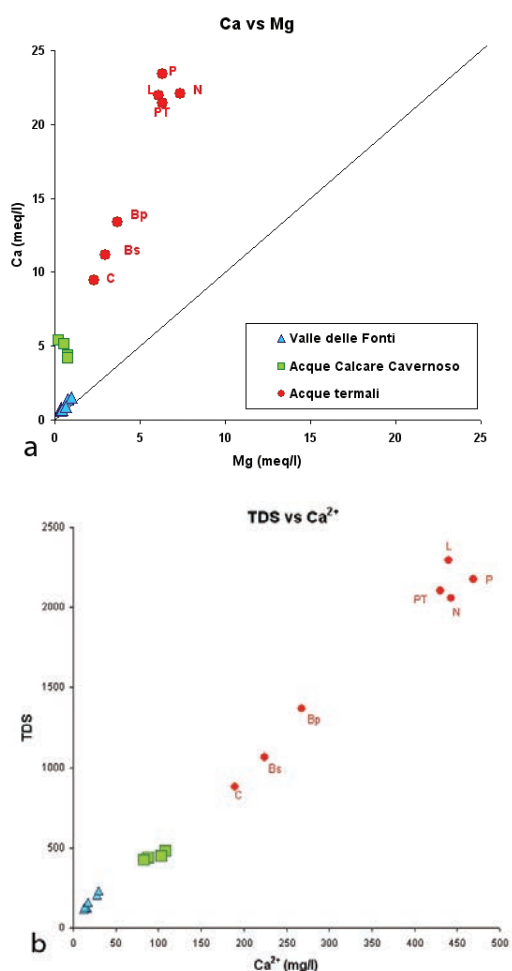 Ca vs Mg
25
20
15
10
5
0
Ca (meq/l)
P
L
N
PT
Bp
Bs
C
Valle delle Fonti
Acque Calcare Cavernoso
Acque termali
0 5 10 15 20 25
Mg (meq/l)
a
TDS vs Ca²⁺
2500
2000
1500
1000
500
0
TDS
L
P
PT
N
Bp
Bs
C
0 50 100 150 200 250 300 350 400 450 500
Ca²⁺ (mg/l)
b